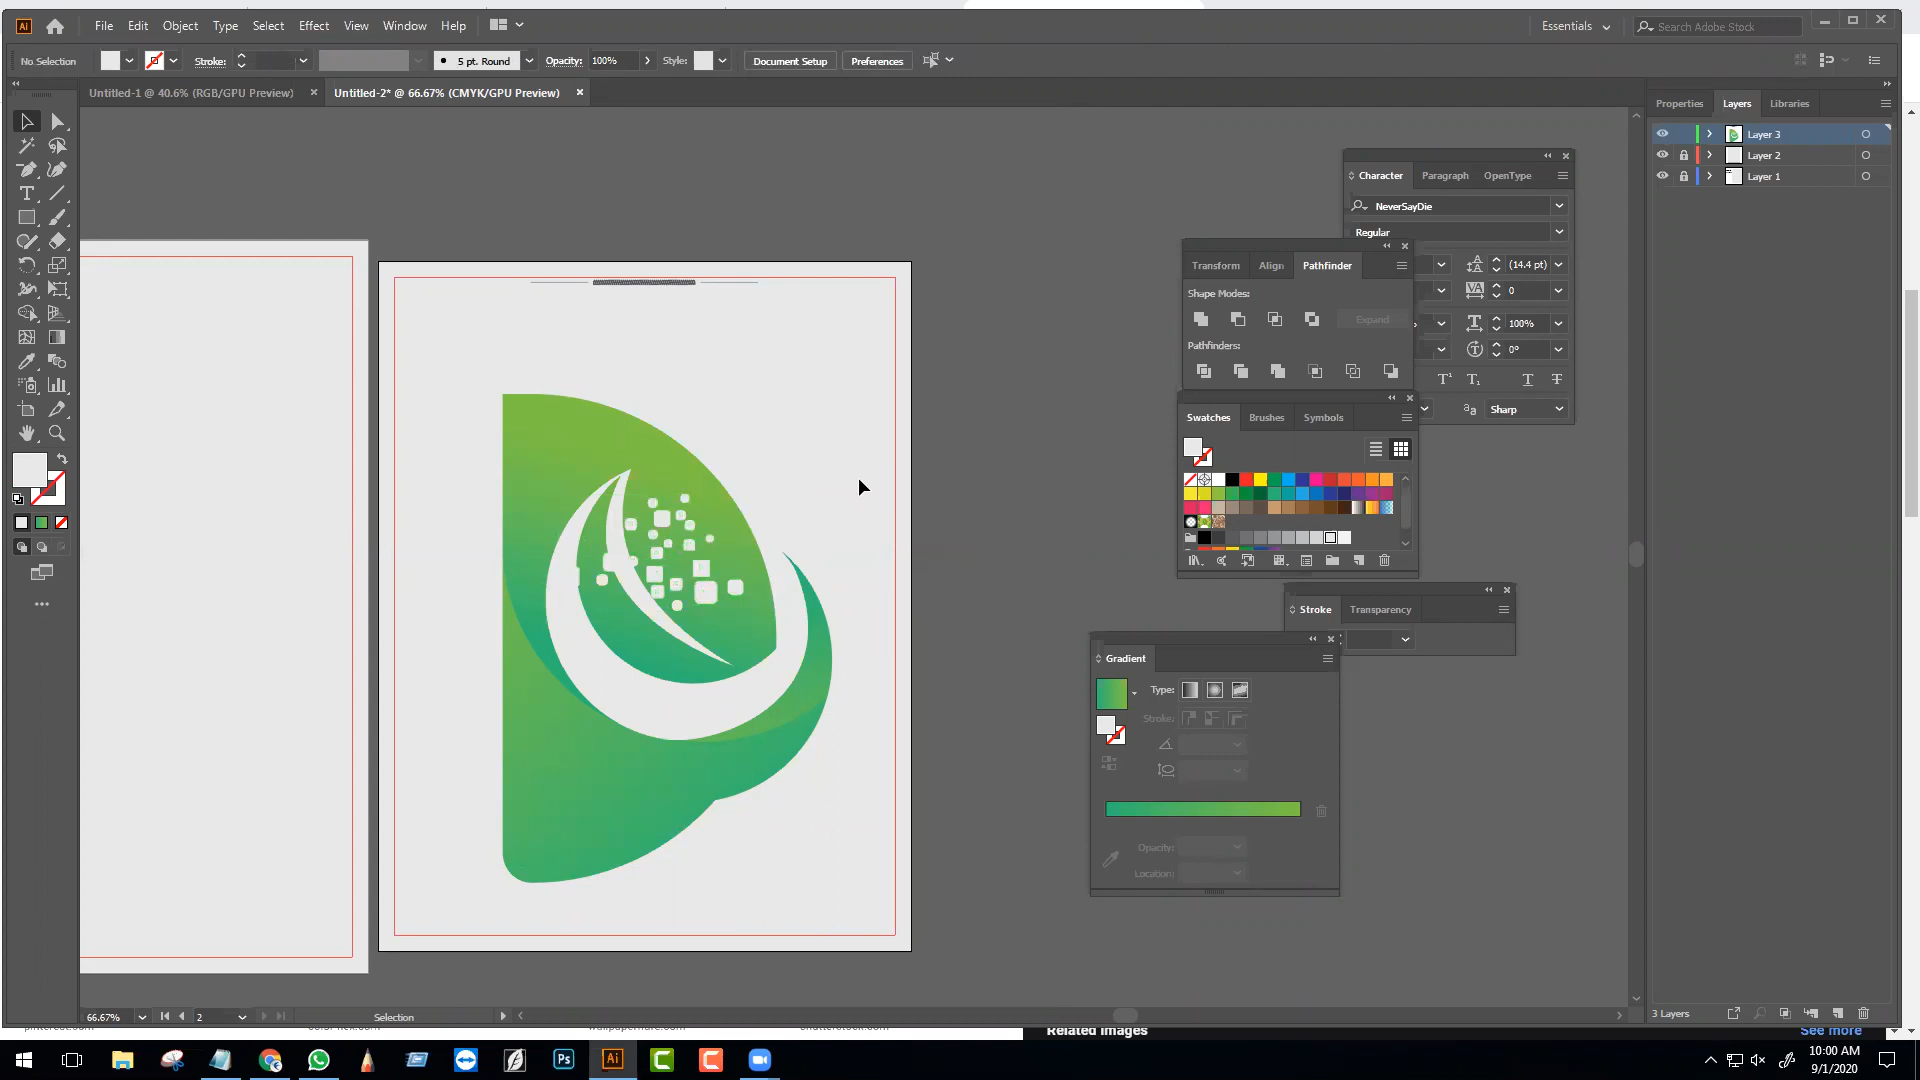 Ai
File Edit Object Type Select Effect View Window Help
Essentials
Search Adobe Stock
No Selection
Stroke:
5 pt. Round
Opacity: 100%
Style:
Document Setup
Preferences
Untitled-1 @ 40.6% (RGB/GPU Preview)
Untitled-2* @ 66.67% (CMYK/GPU Preview)
Properties Layers Libraries
Layer 3
Layer 2
Layer 1
Character Paragraph OpenType
NeverSayDie
Regular
(14.4 pt)
0
100%
0°
Sharp
Transform Align Pathfinder
Shape Modes:
Expand
Pathfinders:
Swatches Brushes Symbols
Stroke Transparency
Gradient
Type:
Stroke:
Opacity:
Location:
66.67%
2
Selection
3 Layers
Related images
See more
Ps
Ai
10:00 AM
9/1/2020